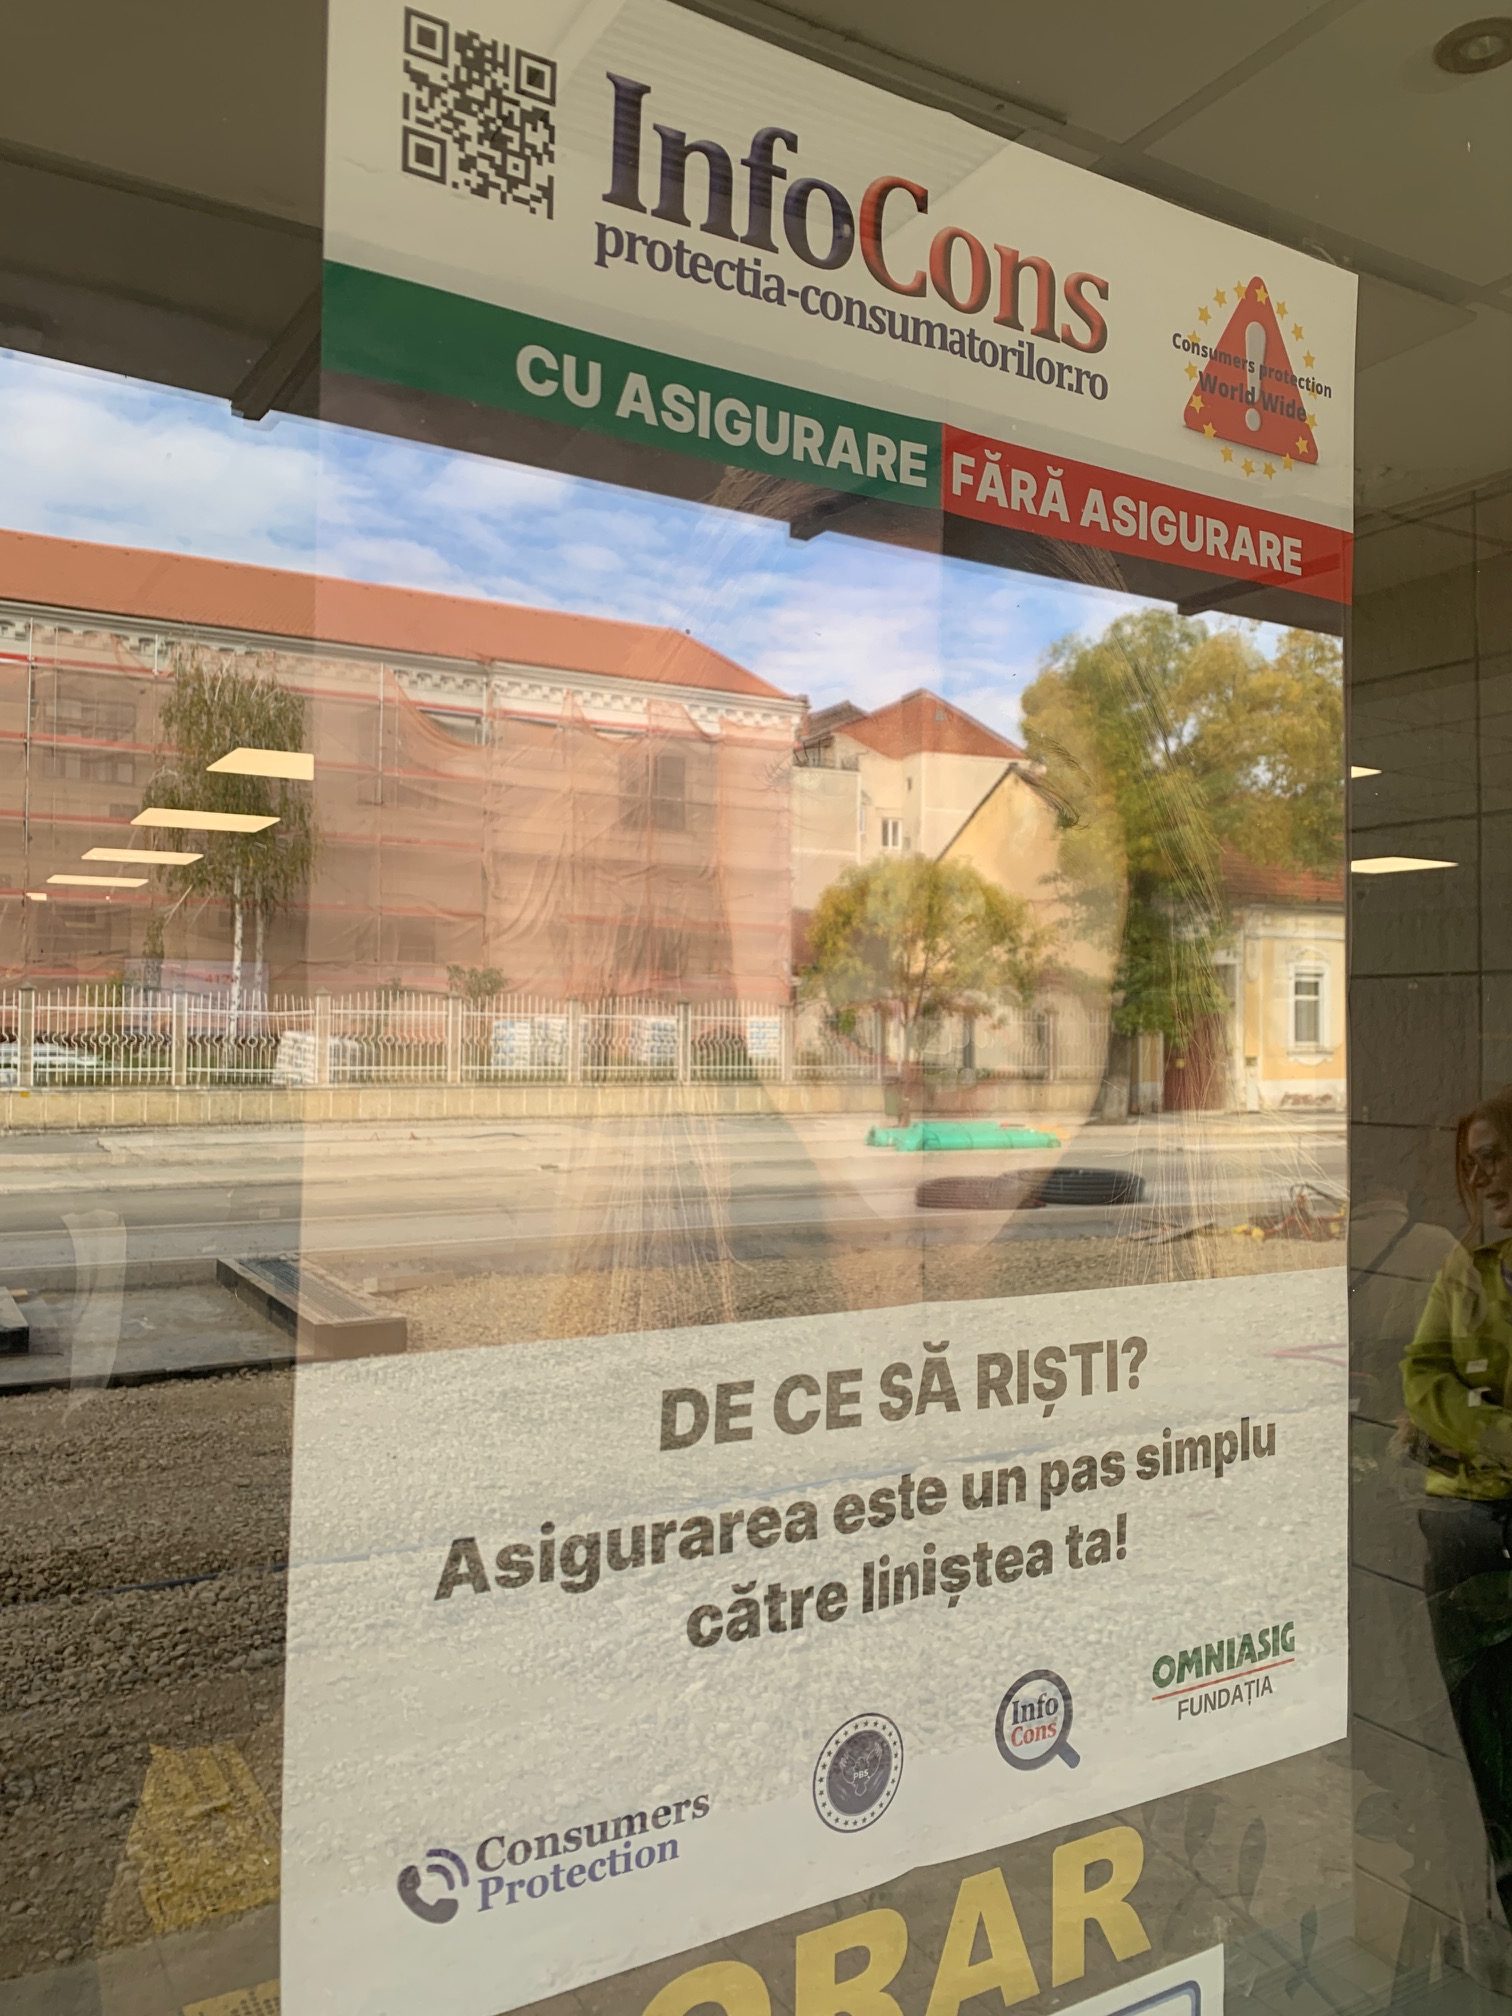 InfoCons
protectia-consumatorilor.ro
Consumers protection
World Wide
CU ASIGURARE
FĂRĂ ASIGURARE
DE CE SĂ RIȘTI?
Asigurarea este un pas simplu
către liniștea ta!
OMNIASIG
FUNDAȚIA
Info
Cons
PBS
Consumers
Protection
ORAR